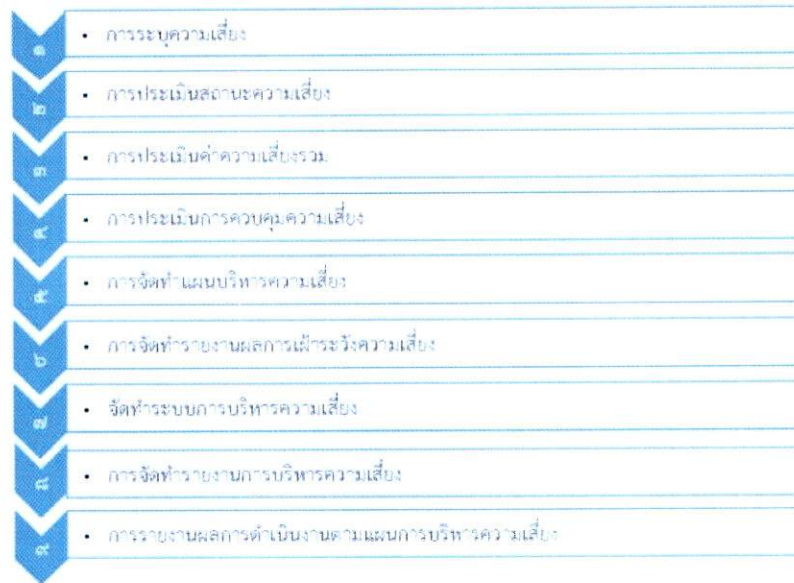 ๑ • การระบุความเสี่ยง
๒ • การประเมินสถานะความเสี่ยง
๓ • การประเมินค่าความเสี่ยงรวม
๔ • การประเมินการควบคุมความเสี่ยง
๕ • การจัดทำแผนบริหารความเสี่ยง
๖ • การจัดทำรายงานผลการเฝ้าระวังความเสี่ยง
๗ • จัดทำระบบการบริหารความเสี่ยง
๘ • การจัดทำรายงานการบริหารความเสี่ยง
๙ • การรายงานผลการดำเนินงานตามแผนการบริหารความเสี่ยง